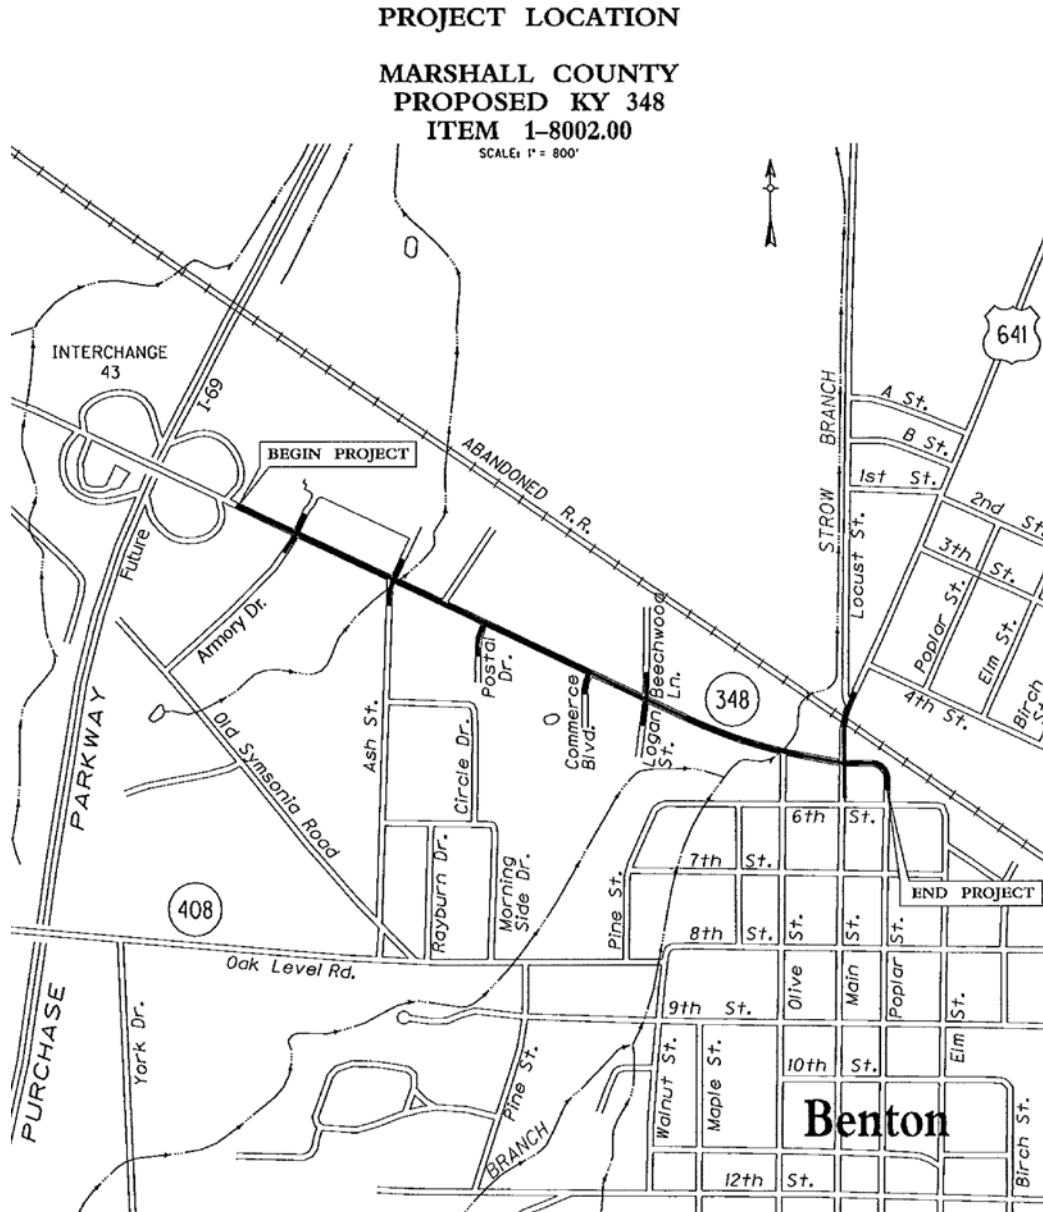 PROJECT LOCATION
MARSHALL COUNTY
PROPOSED KY 348
ITEM 1-8002.00
SCALE: 1" = 800'
641
INTERCHANGE
43
I-69
A St.
B St.
1st St.
2nd St.
3th St.
4th St.
BEGIN PROJECT
ABANDONED R.R.
STROW BRANCH
Locust St.
Poplar St.
Elm St.
Birch St.
Future
Armory Dr.
Beechwood Ln.
Postal Dr.
Commerce Blvd.
Logan St.
348
PARKWAY
Old Symsonia Road
Ash St.
Circle Dr.
6th St.
7th St.
Rayburn Dr.
Morning
Side Dr.
Pine St.
END PROJECT
408
8th St.
Oak Level Rd.
Olive St.
Main St.
Poplar St.
Elm St.
9th St.
PURCHASE
York Dr.
Pine St.
Walnut St.
Maple St.
10th St.
Benton
BRANCH
Birch St.
12th St.